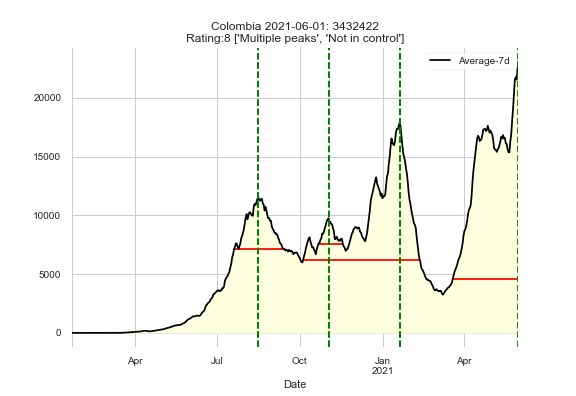 Colombia 2021-06-01: 3432422
Rating:8 ['Multiple peaks', 'Not in control']
Average-7d
20000
15000
10000
5000
0
Apr
Jul
Oct
Jan
2021
Apr
Date